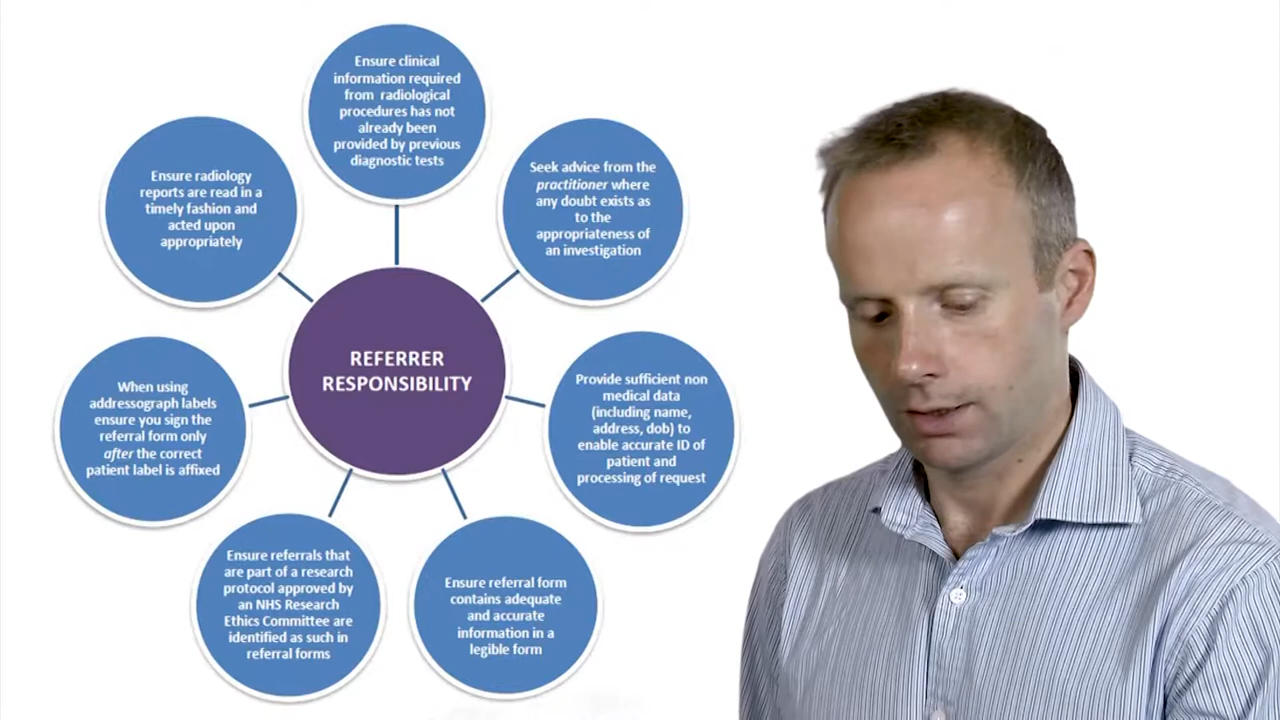 Ensure clinical
information required
from radiological
procedures has not
already been
provided by previous
diagnostic tests
Seek advice from the
practitioner where
any doubt exists as
to the
appropriateness of
an investigation
Provide sufficient non
medical data
(including name,
address, dob) to
enable accurate ID of
patient and
processing of request
Ensure referral form
contains adequate
and accurate
information in a
legible form
Ensure referrals that
are part of a research
protocol approved by
an NHS Research
Ethics Committee are
identified as such in
referral forms
When using
addressograph labels
ensure you sign the
referral form only
after the correct
patient label is affixed
Ensure radiology
reports are read in a
timely fashion and
acted upon
appropriately
REFERRER
RESPONSIBILITY